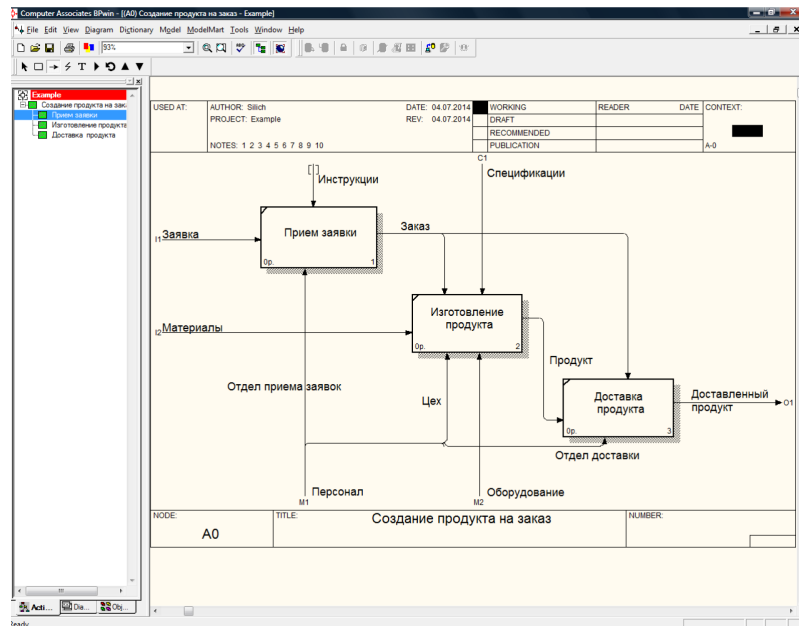 Computer Associates BPwin - [(A0) Создание продукта на заказ - Example]
File Edit View Diagram Dictionary Model ModelMart Tools Window Help
93%
Example
Создание продукта на зак
Прием заявки
Изготовление продукта
Доставка продукта
USED AT: AUTHOR: Silich DATE: 04.07.2014 WORKING READER DATE CONTEXT:
PROJECT: Example REV: 04.07.2014 DRAFT
RECOMMENDED
NOTES: 1 2 3 4 5 6 7 8 9 10 PUBLICATION A-0
C1
Инструкции
Спецификации
I1 Заявка
Прием заявки
0р. 1
Заказ
I2 Материалы
Изготовление
продукта
0р. 2
Продукт
Отдел приема заявок
Цех
Доставка
продукта
0р. 3
Доставленный
продукт
O1
Отдел доставки
Персонал
M1
Оборудование
M2
NODE: TITLE: NUMBER:
A0 Создание продукта на заказ
Acti... Dia... Obj...
Ready